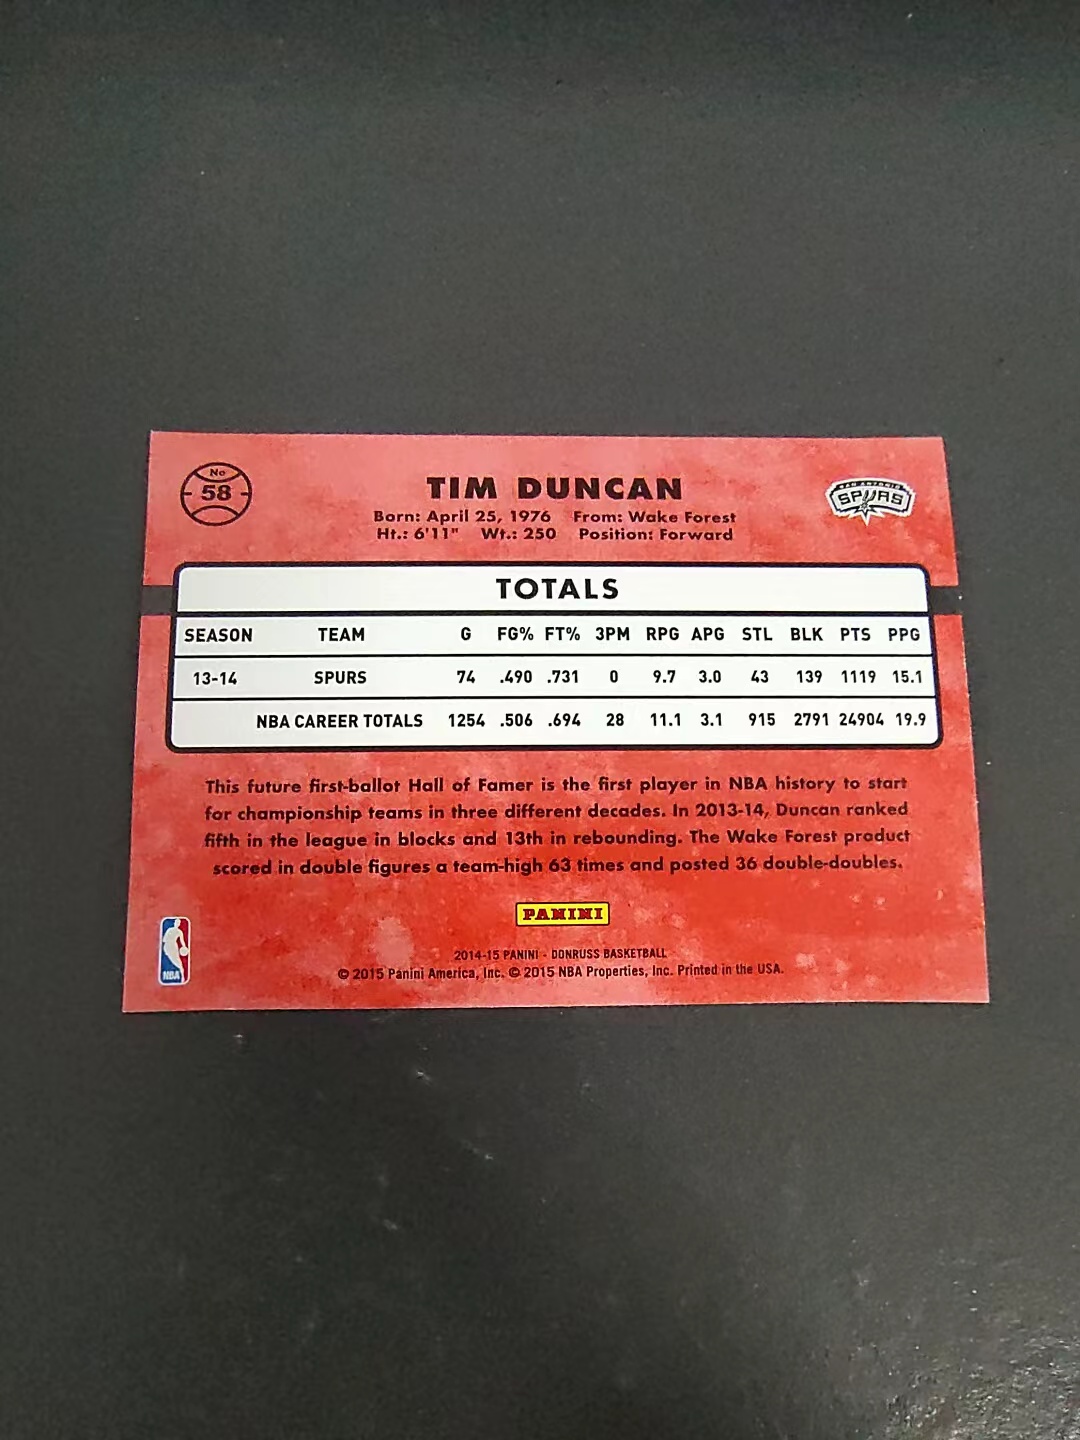 No
58
TIM DUNCAN
Born: April 25, 1976 From: Wake Forest
Ht.: 6'11" Wt.: 250 Position: Forward
SAN ANTONIO
SPURS
TOTALS
SEASON TEAM G FG% FT% 3PM RPG APG STL BLK PTS PPG
13-14 SPURS 74 .490 .731 0 9.7 3.0 43 139 1119 15.1
NBA CAREER TOTALS 1254 .506 .694 28 11.1 3.1 915 2791 24904 19.9
This future first-ballot Hall of Famer is the first player in NBA history to start
for championship teams in three different decades. In 2013-14, Duncan ranked
fifth in the league in blocks and 13th in rebounding. The Wake Forest product
scored in double figures a team-high 63 times and posted 36 double-doubles.
PANINI
NBA
2014-15 PANINI - DONRUSS BASKETBALL
© 2015 Panini America, Inc. © 2015 NBA Properties, Inc. Printed in the USA.